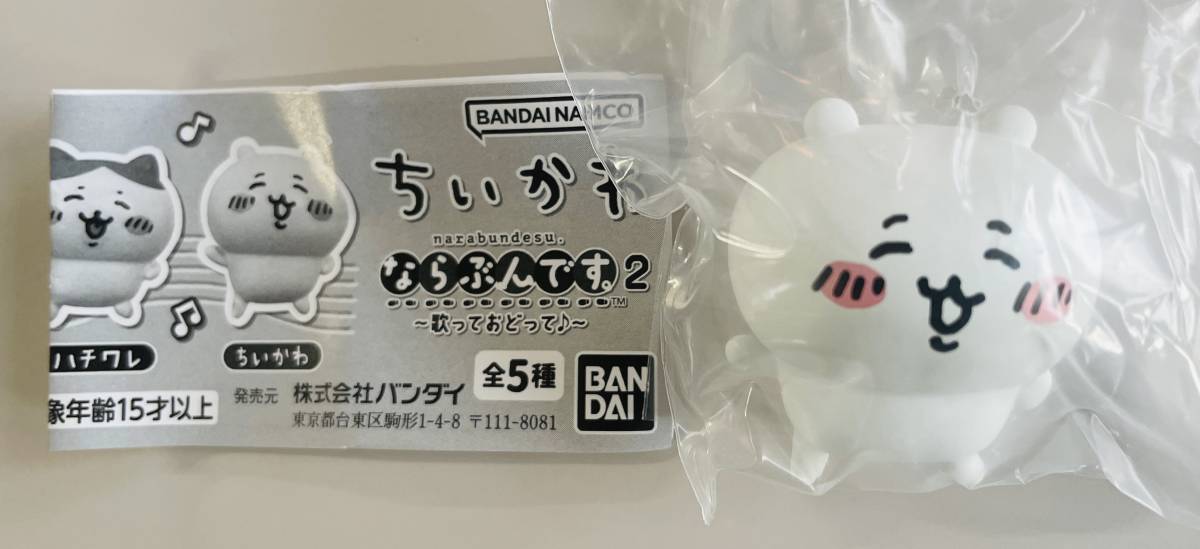 BANDAI NAMCO
ちいかわ
narabundesu.
ならぶんです。2
TM
～歌っておどって♪～
ハチワレ
ちいかわ
象年齢15才以上
発売元 株式会社バンダイ
東京都台東区駒形1-4-8 〒111-8081
全5種
BAN
DAI